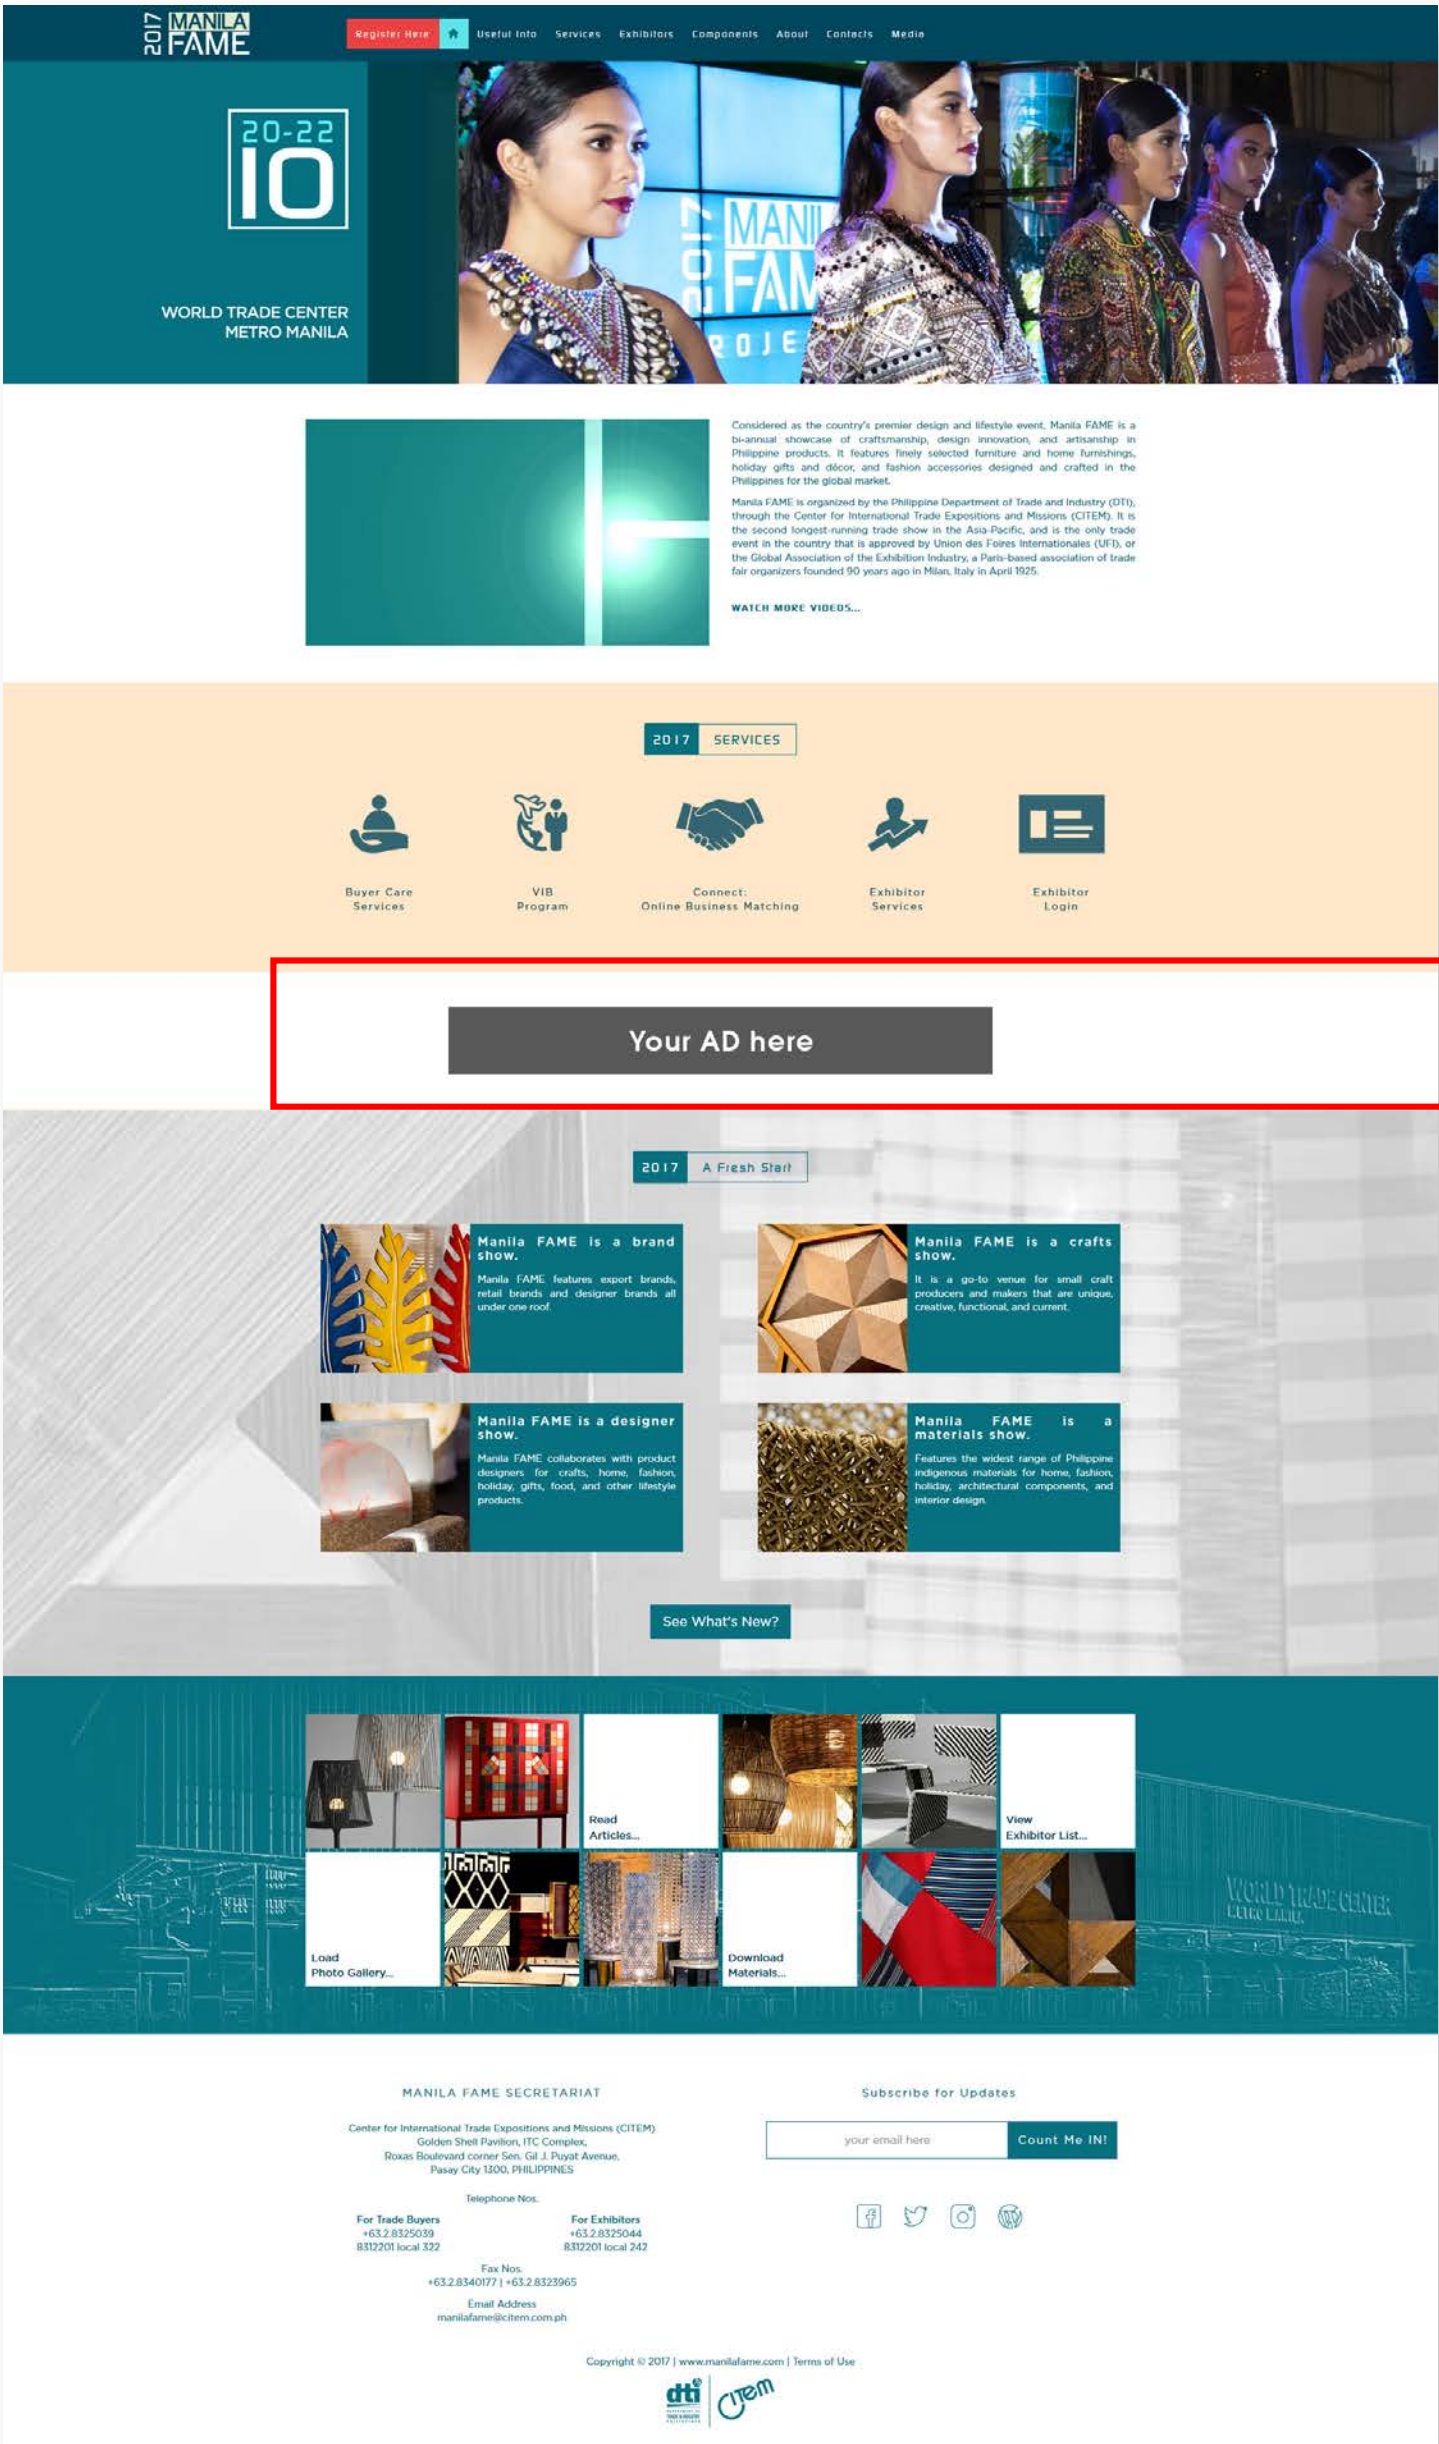 2017 MANILA FAME
Register Here Useful Info Services Exhibitors Components About Contacts Media
20-22
10
WORLD TRADE CENTER
METRO MANILA
2017 MANIL
FAM
ROJE
Considered as the country's premier design and lifestyle event, Manila FAME is a
bi-annual showcase of craftsmanship, design innovation, and artisanship in
Philippine products. It features finely selected furniture and home furnishings,
holiday gifts and décor, and fashion accessories designed and crafted in the
Philippines for the global market.
Manila FAME is organized by the Philippine Department of Trade and Industry (DTI),
through the Center for International Trade Expositions and Missions (CITEM). It is
the second longest-running trade show in the Asia-Pacific, and is the only trade
event in the country that is approved by Union des Foires Internationales (UFI), or
the Global Association of the Exhibition Industry, a Paris-based association of trade
fair organizers founded 90 years ago in Milan, Italy in April 1925.
WATCH MORE VIDEOS...
2017 SERVICES
Buyer Care
Services
VIB
Program
Connect:
Online Business Matching
Exhibitor
Services
Exhibitor
Login
Your AD here
2017 A Fresh Start
Manila FAME is a brand
show.
Manila FAME features export brands,
retail brands and designer brands all
under one roof.
Manila FAME is a crafts
show.
It is a go-to venue for small craft
producers and makers that are unique,
creative, functional, and current.
Manila FAME is a designer
show.
Manila FAME collaborates with product
designers for crafts, home, fashion,
holiday, gifts, food, and other lifestyle
products.
Manila FAME is a
materials show.
Features the widest range of Philippine
indigenous materials for home, fashion,
holiday, architectural components, and
interior design.
See What's New?
Read
Articles...
View
Exhibitor List...
Load
Photo Gallery...
Download
Materials...
WORLD TRADE CENTER
METRO MANILA
MANILA FAME SECRETARIAT
Center for International Trade Expositions and Missions (CITEM)
Golden Shell Pavilion, ITC Complex,
Roxas Boulevard corner Sen. Gil J. Puyat Avenue,
Pasay City 1300, PHILIPPINES
Telephone Nos.
For Trade Buyers
+63.2.8325039
8312201 local 322
For Exhibitors
+63.2.8325044
8312201 local 242
Fax Nos.
+63.2.8340177 | +63.2.8323965
Email Address
manilafame@citem.com.ph
Subscribe for Updates
your email here
Count Me IN!
Copyright © 2017 | www.manilafame.com | Terms of Use
dti
CITEM